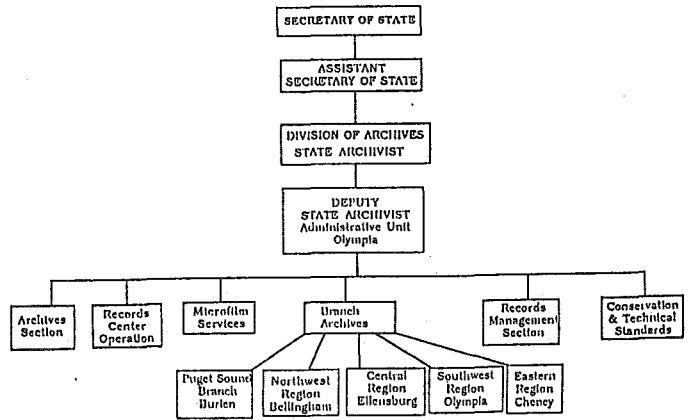 SECRETARY OF STATE
ASSISTANT
SECRETARY OF STATE
DIVISION OF ARCHIVES
STATE ARCHIVIST
DEPUTY
STATE ARCHIVIST
Administrative Unit
Olympia
Archives
Section
Records
Center
Operation
Microfilm
Services
Branch
Archives
Records
Management
Section
Conservation
& Technical
Standards
Puget Sound
Branch
Burien
Northwest
Region
Bellingham
Central
Region
Ellensburg
Southwest
Region
Olympia
Eastern
Region
Cheney